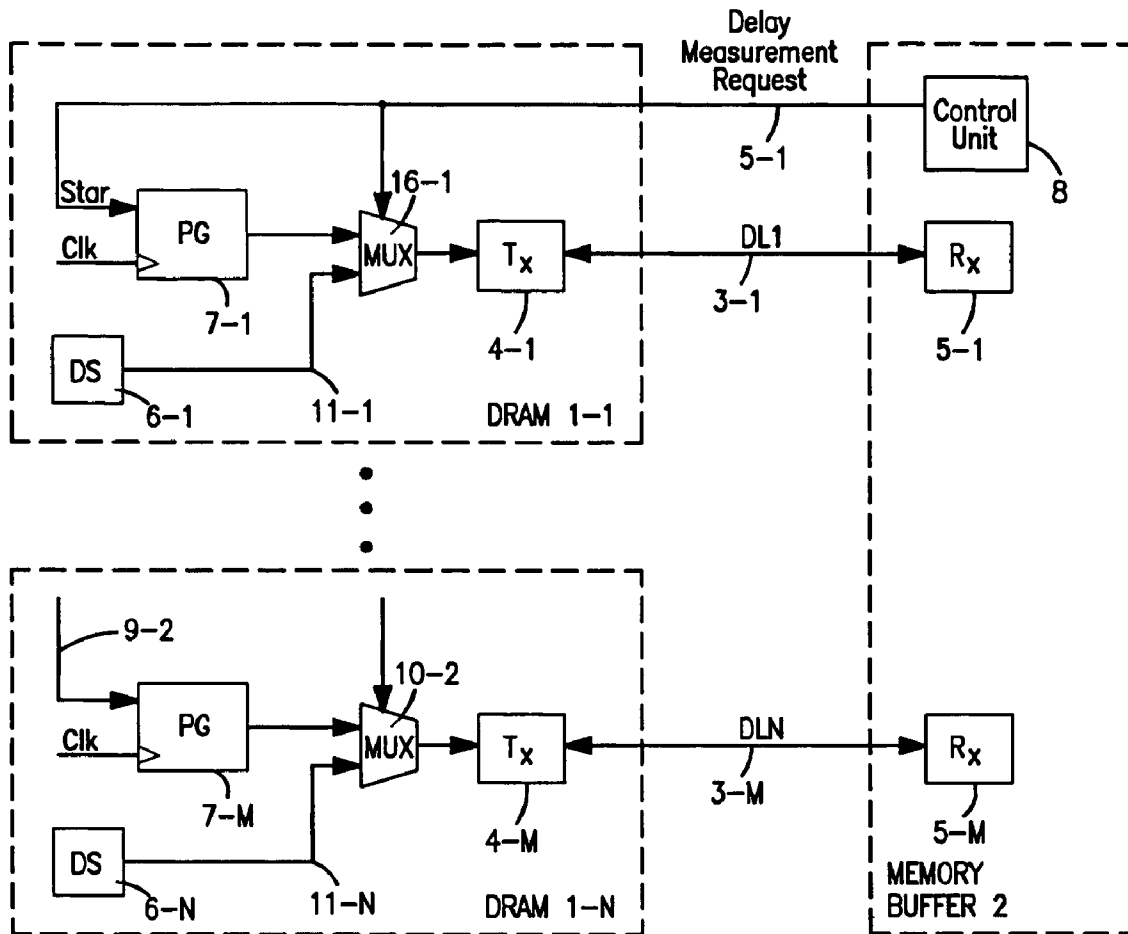 Delay
Measurement
Request
5-1
Control
Unit
8
Star
Clk
PG
7-1
16-1
MUX
Tx
4-1
DL1
3-1
Rx
5-1
DS
6-1
11-1
DRAM 1-1
9-2
Clk
PG
7-M
10-2
MUX
Tx
4-M
DLN
3-M
Rx
5-M
DS
6-N
11-N
DRAM 1-N
MEMORY
BUFFER 2